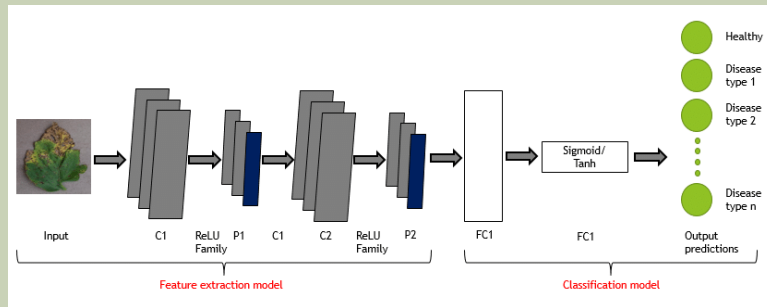 Healthy
Disease
type 1
Disease
type 2
Sigmoid/
Tanh
Disease
type n
Input
C1
ReLU
Family
P1
C1
C2
ReLU
Family
P2
FC1
FC1
Output
predictions
Feature extraction model
Classification model